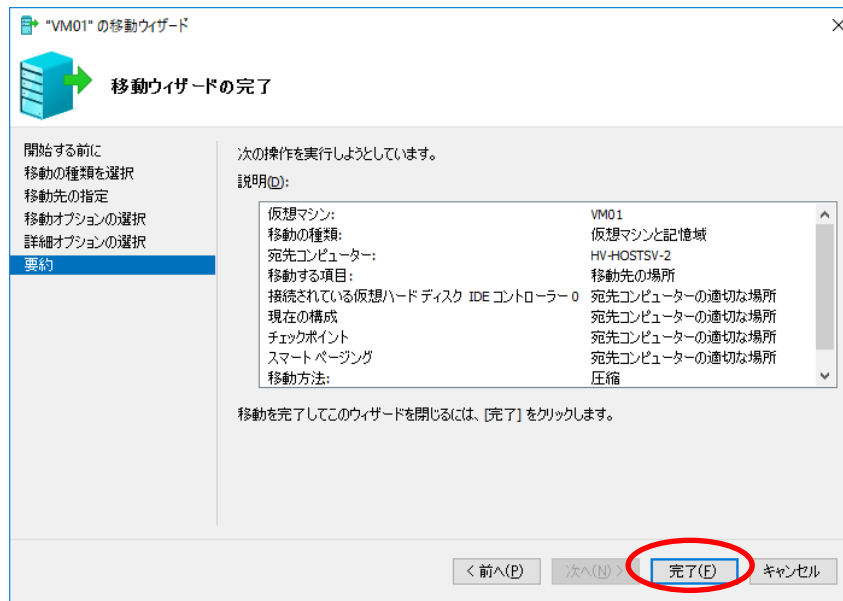 "VM01" の移動ウィザード
移動ウィザードの完了
開始する前に
移動の種類を選択
移動先の指定
移動オプションの選択
詳細オプションの選択
要約
次の操作を実行しようとしています。
説明(D):
仮想マシン: VM01
移動の種類: 仮想マシンと記憶域
宛先コンピューター: HV-HOSTSV-2
移動する項目: 移動先の場所
接続されている仮想ハード ディスク IDE コントローラー 0 宛先コンピューターの適切な場所
現在の構成 宛先コンピューターの適切な場所
チェックポイント 宛先コンピューターの適切な場所
スマート ページング 宛先コンピューターの適切な場所
移動方法: 圧縮
移動を完了してこのウィザードを閉じるには、[完了] をクリックします。
< 前へ(P) 次へ(N) > 完了(F) キャンセル